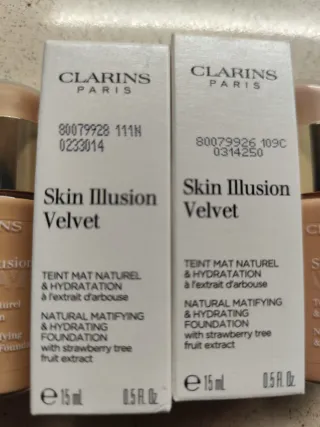 CLARINS
PARIS
80079928 111N
0233014
Skin Illusion
Velvet
TEINT MAT NATUREL
& HYDRATATION
à l'extrait d'arbouse
NATURAL MATIFYING
& HYDRATING
FOUNDATION
with strawberry tree
fruit extract
e 15 ml 0.5 Fl. Oz.
CLARINS
PARIS
80079926 109C
0314250
Skin Illusion
Velvet
TEINT MAT NATUREL
& HYDRATATION
à l'extrait d'arbouse
NATURAL MATIFYING
& HYDRATING
FOUNDATION
with strawberry tree
fruit extract
e 15 ml 0.5 Fl. Oz.